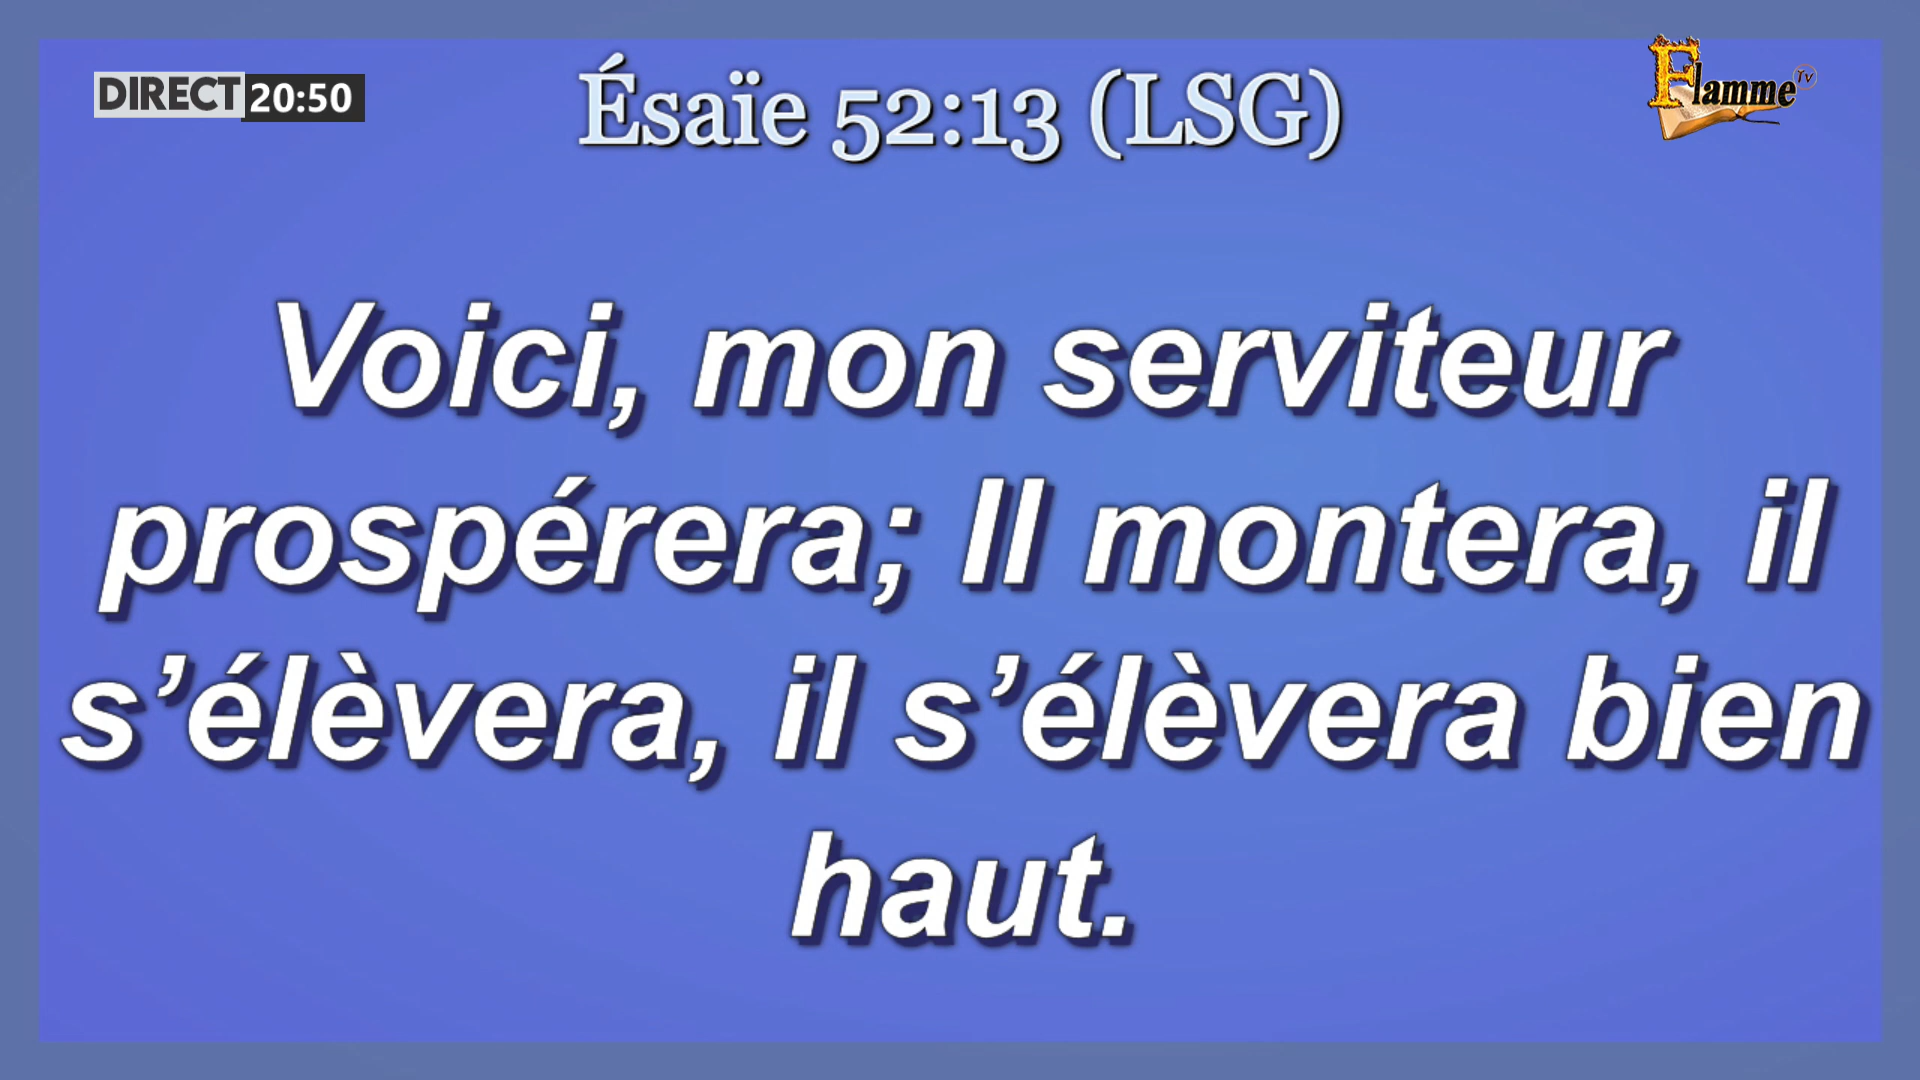 DIRECT 20:50
Ésaïe 52:13 (LSG)
Flamme TV
Voici, mon serviteur
prospérera; Il montera, il
s’élèvera, il s’élèvera bien
haut.